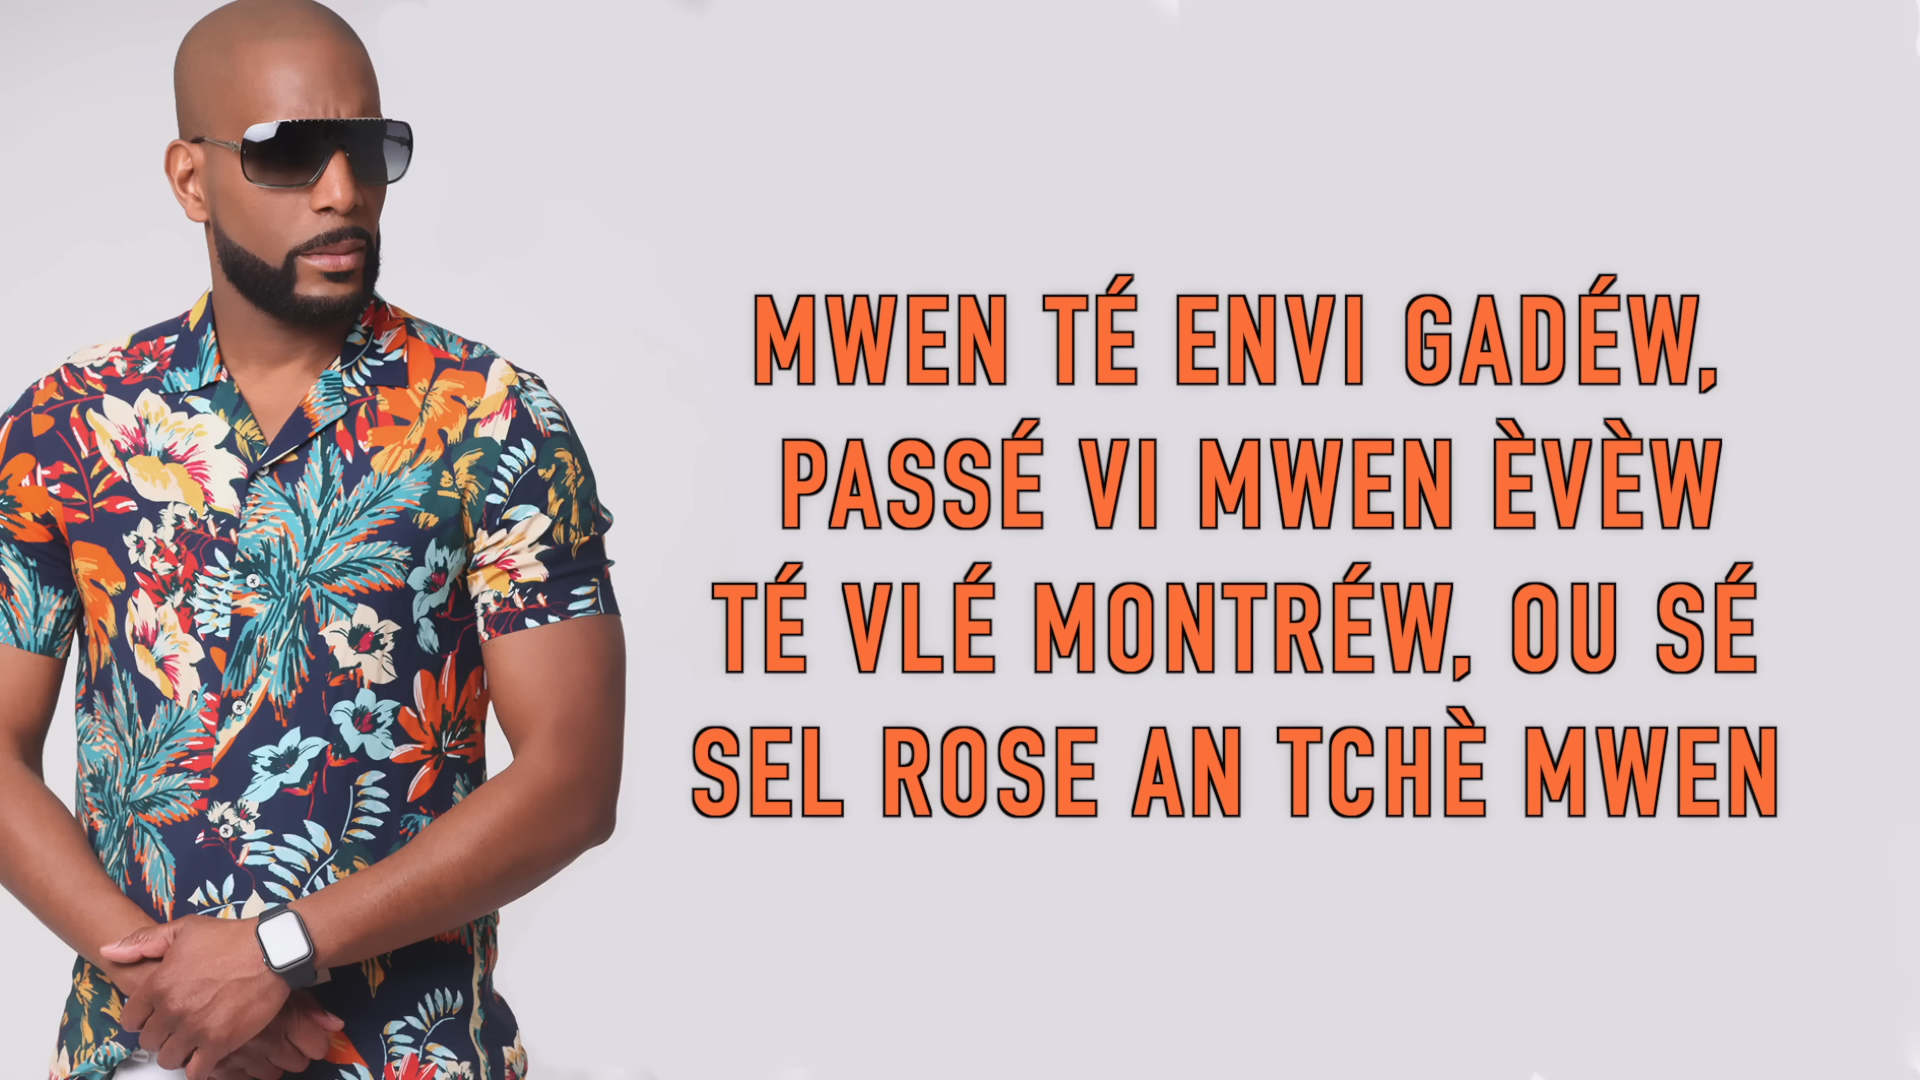 MWEN TÉ ENVI GADÉW,
PASSÉ VI MWEN ÈVÈW
TÉ VLÉ MONTRÉW, OU SÉ
SEL ROSE AN TCHÈ MWEN